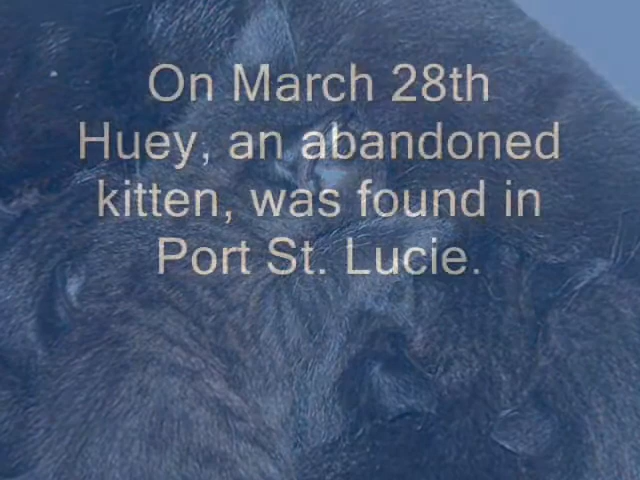 On March 28th
Huey, an abandoned
kitten, was found in
Port St. Lucie.